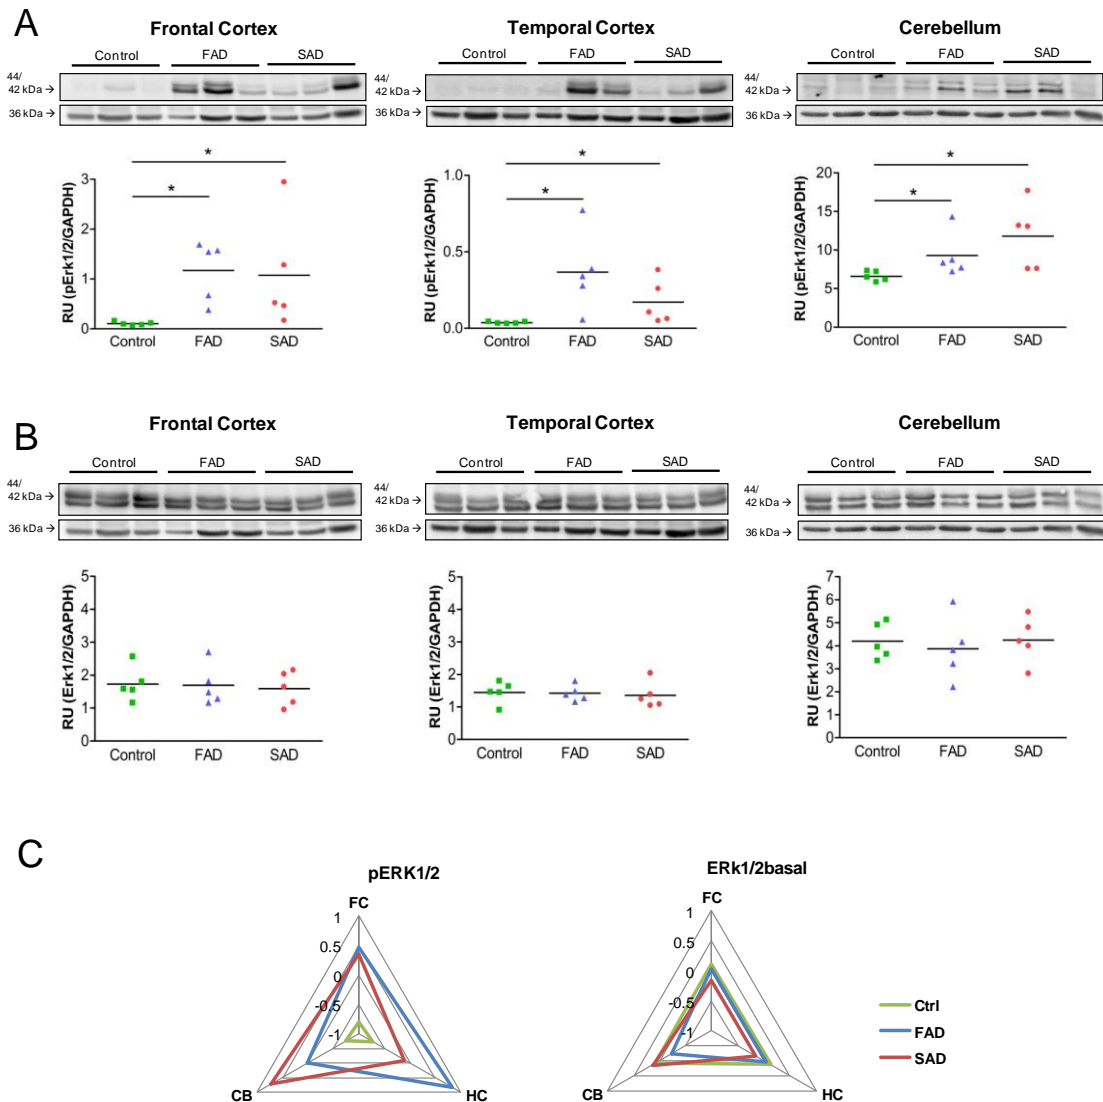 A
Frontal Cortex
Temporal Cortex
Cerebellum
Control FAD SAD
Control FAD SAD
Control FAD SAD
44/
42 kDa →
36 kDa →
44/
42 kDa →
36 kDa →
44/
42 kDa →
36 kDa →
RU (pErk1/2/GAPDH)
3
2
1
0
*
*
Control FAD SAD
RU (pErk1/2/GAPDH)
1.0
0.5
0.0
*
*
Control FAD SAD
RU (pErk1/2/GAPDH)
20
15
10
5
0
*
*
Control FAD SAD
B
Frontal Cortex
Temporal Cortex
Cerebellum
Control FAD SAD
Control FAD SAD
Control FAD SAD
44/
42 kDa →
36 kDa →
44/
42 kDa →
36 kDa →
44/
42 kDa →
36 kDa →
RU (Erk1/2/GAPDH)
5
4
3
2
1
0
Control FAD SAD
RU (Erk1/2/GAPDH)
5
4
3
2
1
0
Control FAD SAD
RU (Erk1/2/GAPDH)
7
6
5
4
3
2
1
0
Control FAD SAD
C
pERK1/2
FC
1
0.5
0
-0.5
-1
CB
HC
ERk1/2basal
FC
1
0.5
0
-0.5
-1
CB
HC
Ctrl
FAD
SAD